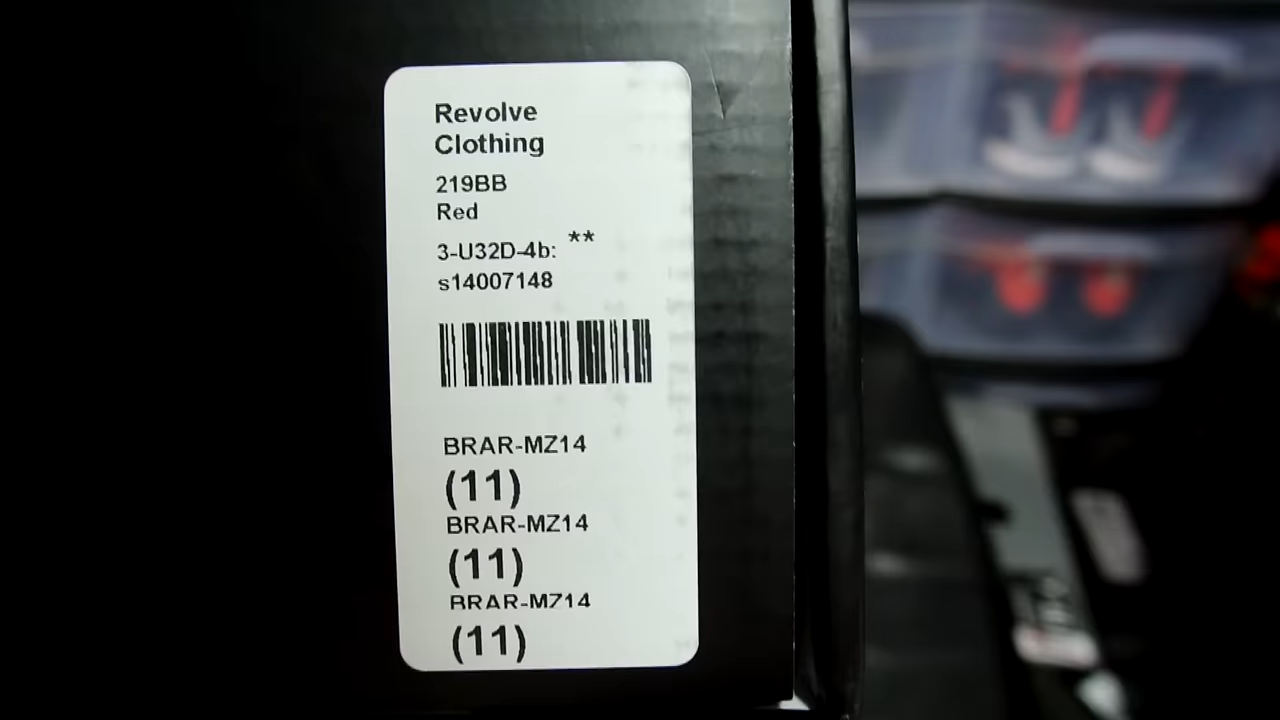 Revolve
Clothing
219BB
Red
3-U32D-4b: **
s14007148
BRAR-MZ14
(11)
BRAR-MZ14
(11)
BRAR-MZ14
(11)